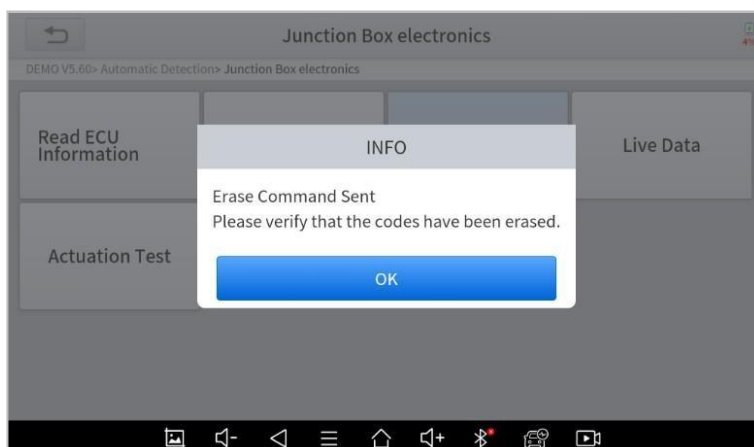 Junction Box electronics
DEMO V5.60> Automatic Detection> Junction Box electronics
Read ECU
Information
Live Data
INFO
Erase Command Sent
Please verify that the codes have been erased.
OK
Actuation Test